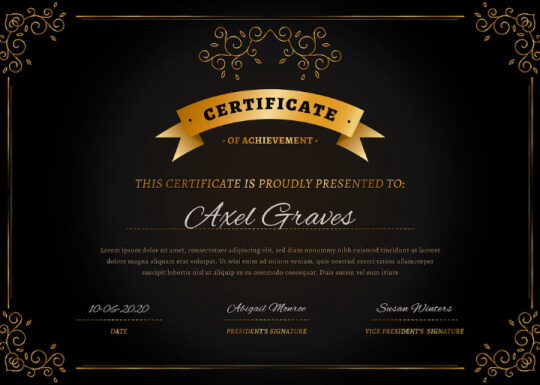 CERTIFICATE
- OF ACHIEVEMENT -
THIS CERTIFICATE IS PROUDLY PRESENTED TO:
Axel Graves
Lorem ipsum dolor sit amet, consectetuer adipiscing elit, sed diam nonummy nibh euismod tincidunt ut laoreet
dolore magna aliquam erat volutpat. Ut wisi enim ad minim veniam, quis nostrud exerci tation ullamcorper
suscipit lobortis nisl ut aliquip ex ea commodo consequat. Duis autem vel eum iriure
10-06-2020 Abigail Monroe Susan Winters
DATE PRESIDENT'S SIGNATURE VICE PRESIDENT'S SIGNATURE